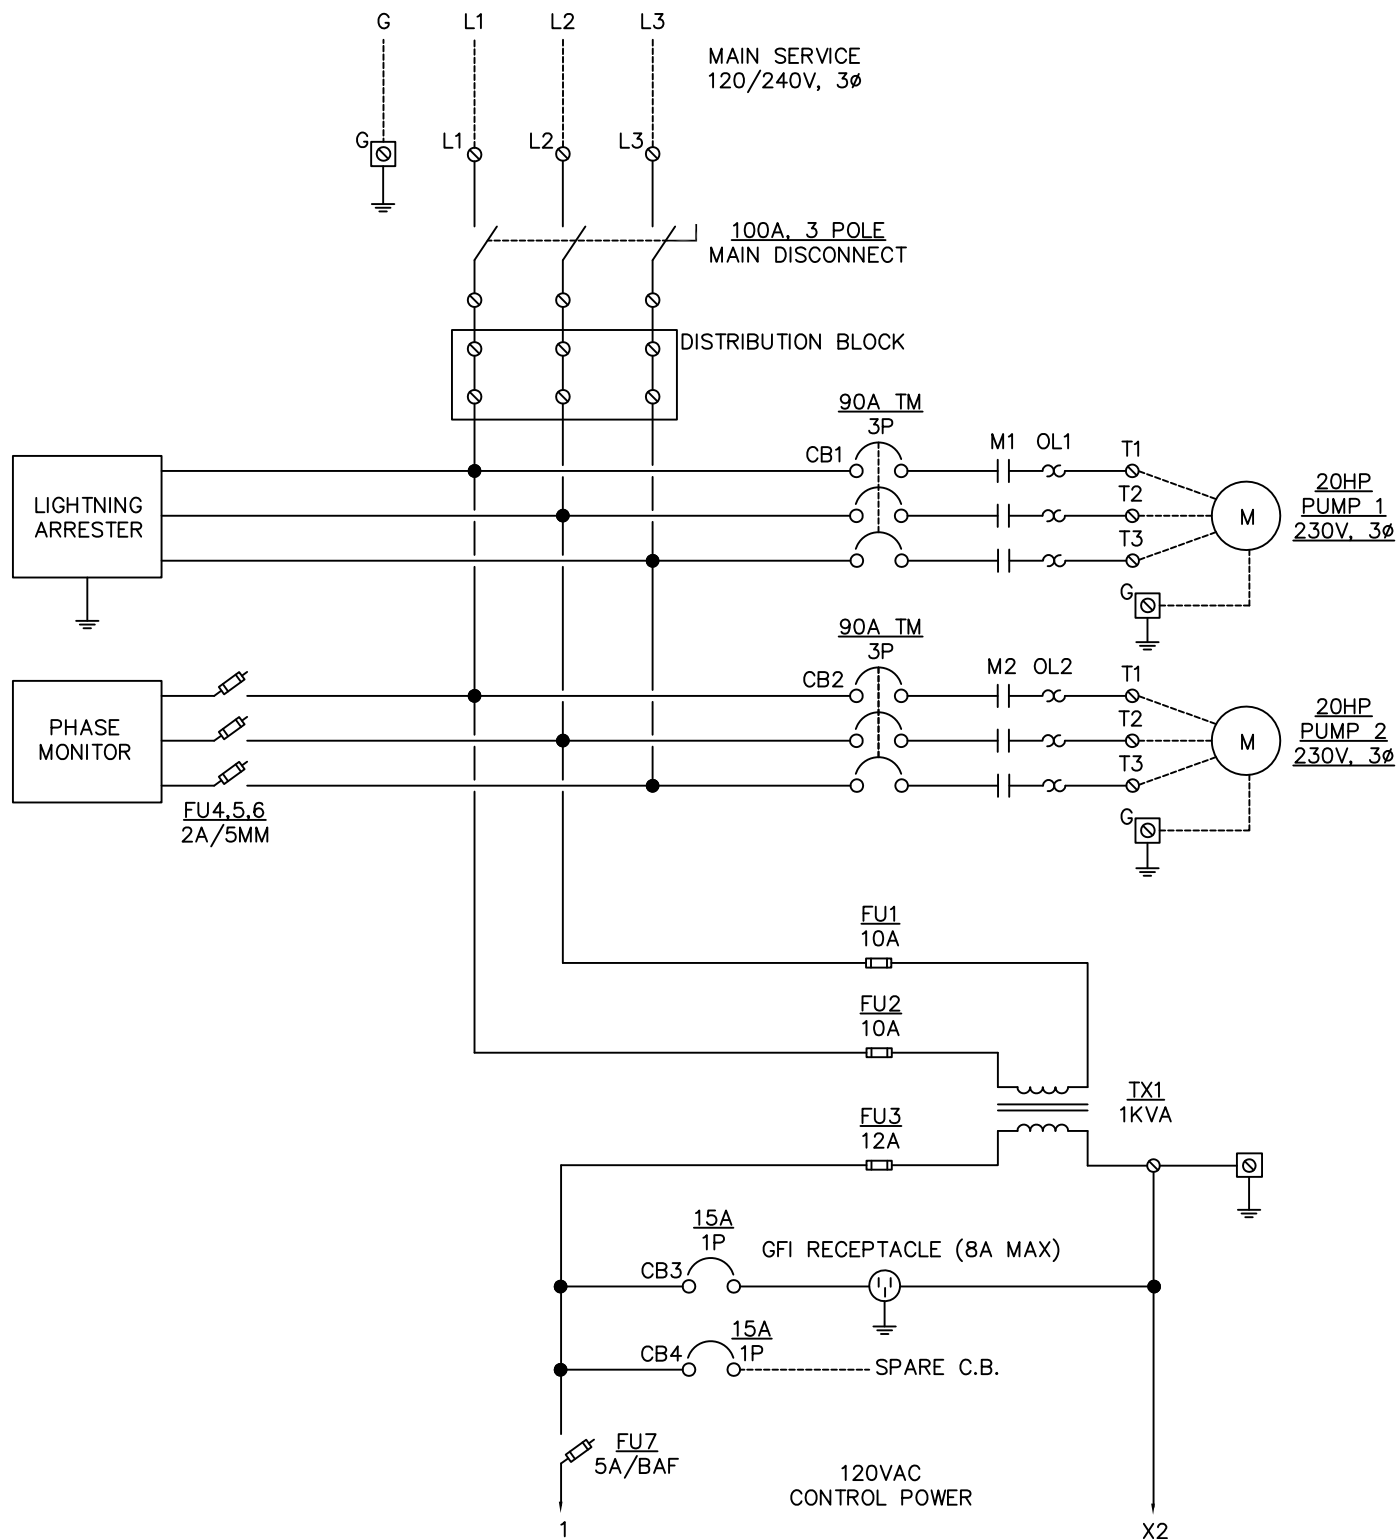 G L1 L2 L3
MAIN SERVICE
120/240V, 3ø
G L1 L2 L3
100A, 3 POLE
MAIN DISCONNECT
DISTRIBUTION BLOCK
90A TM
3P
CB1
M1 OL1 T1
T2
T3
LIGHTNING
ARRESTER
M
20HP
PUMP 1
230V, 3ø
G
90A TM
3P
CB2
M2 OL2 T1
T2
T3
PHASE
MONITOR
M
20HP
PUMP 2
230V, 3ø
FU4,5,6
2A/5MM
G
FU1
10A
FU2
10A
TX1
1KVA
FU3
12A
15A
1P
CB3
GFI RECEPTACLE (8A MAX)
15A
1P
CB4
SPARE C.B.
FU7
5A/BAF
120VAC
CONTROL POWER
1
X2